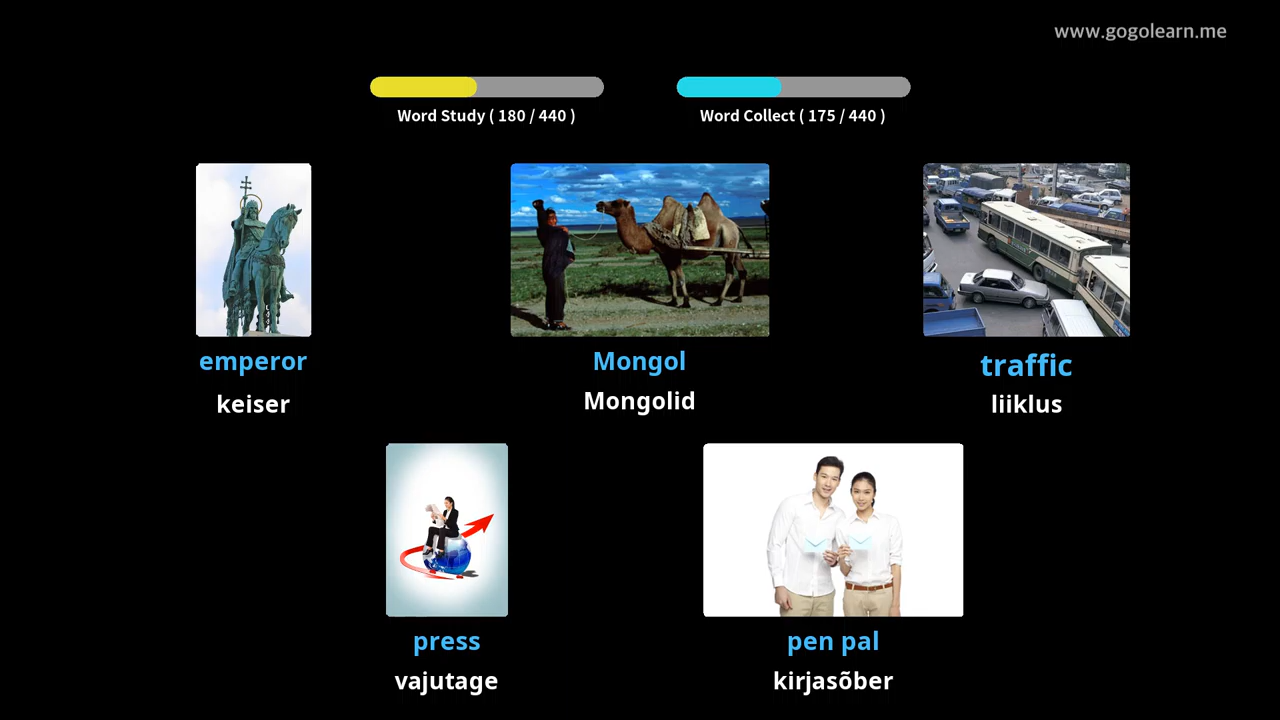 www.gogolearn.me
Word Study ( 180 / 440 )
Word Collect ( 175 / 440 )
emperor
Mongol
traffic
keiser
Mongolid
liiklus
press
pen pal
vajutage
kirjasõber